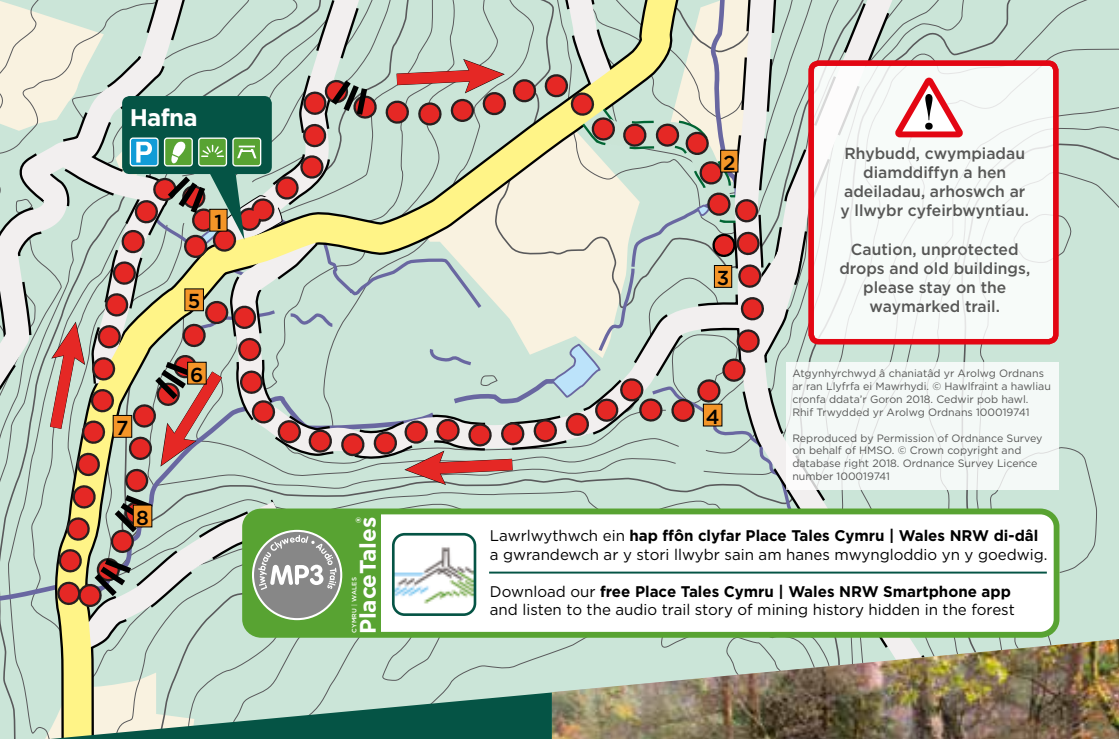 Hafna
P
1
2
3
4
5
6
7
8
!
Rhybudd, cwympiadau
diamddiffyn a hen
adeiladau, arhoswch ar
y llwybr cyfeirbwyntiau.
Caution, unprotected
drops and old buildings,
please stay on the
waymarked trail.
Atgynhyrchwyd â chaniatâd yr Arolwg Ordnans
ar ran Llyfrfa ei Mawrhydi. © Hawlfraint a hawliau
cronfa ddata'r Goron 2018. Cedwir pob hawl.
Rhif Trwydded yr Arolwg Ordnans 100019741
Reproduced by Permission of Ordnance Survey
on behalf of HMSO. © Crown copyright and
database right 2018. Ordnance Survey Licence
number 100019741
Llwybrau Clywedol • Audio Trails
MP3
CYMRU | WALES
PlaceTales®
Lawrlwythwch ein hap ffôn clyfar Place Tales Cymru | Wales NRW di-dâl
a gwrandewch ar y stori llwybr sain am hanes mwyngloddio yn y goedwig.
Download our free Place Tales Cymru | Wales NRW Smartphone app
and listen to the audio trail story of mining history hidden in the forest